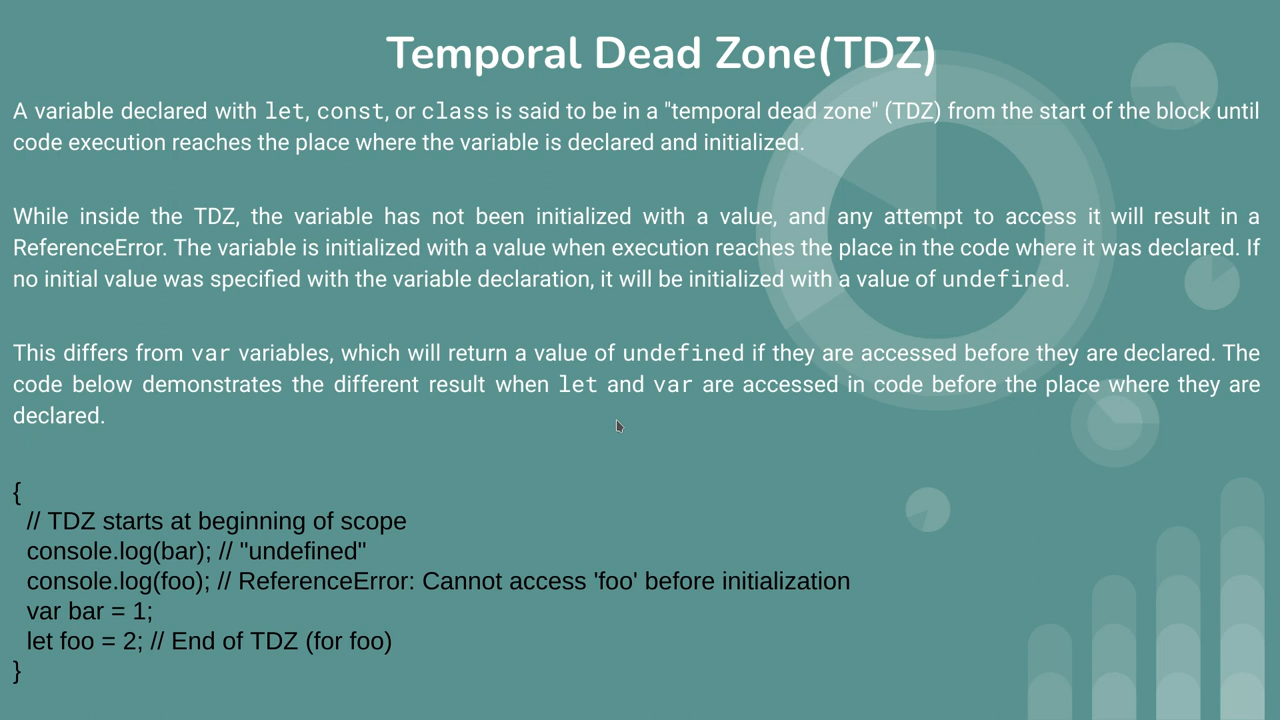 Temporal Dead Zone(TDZ)
A variable declared with let, const, or class is said to be in a "temporal dead zone" (TDZ) from the start of the block until
code execution reaches the place where the variable is declared and initialized.
While inside the TDZ, the variable has not been initialized with a value, and any attempt to access it will result in a
ReferenceError. The variable is initialized with a value when execution reaches the place in the code where it was declared. If
no initial value was specified with the variable declaration, it will be initialized with a value of undefined.
This differs from var variables, which will return a value of undefined if they are accessed before they are declared. The
code below demonstrates the different result when let and var are accessed in code before the place where they are
declared.
{
// TDZ starts at beginning of scope
console.log(bar); // "undefined"
console.log(foo); // ReferenceError: Cannot access 'foo' before initialization
var bar = 1;
let foo = 2; // End of TDZ (for foo)
}